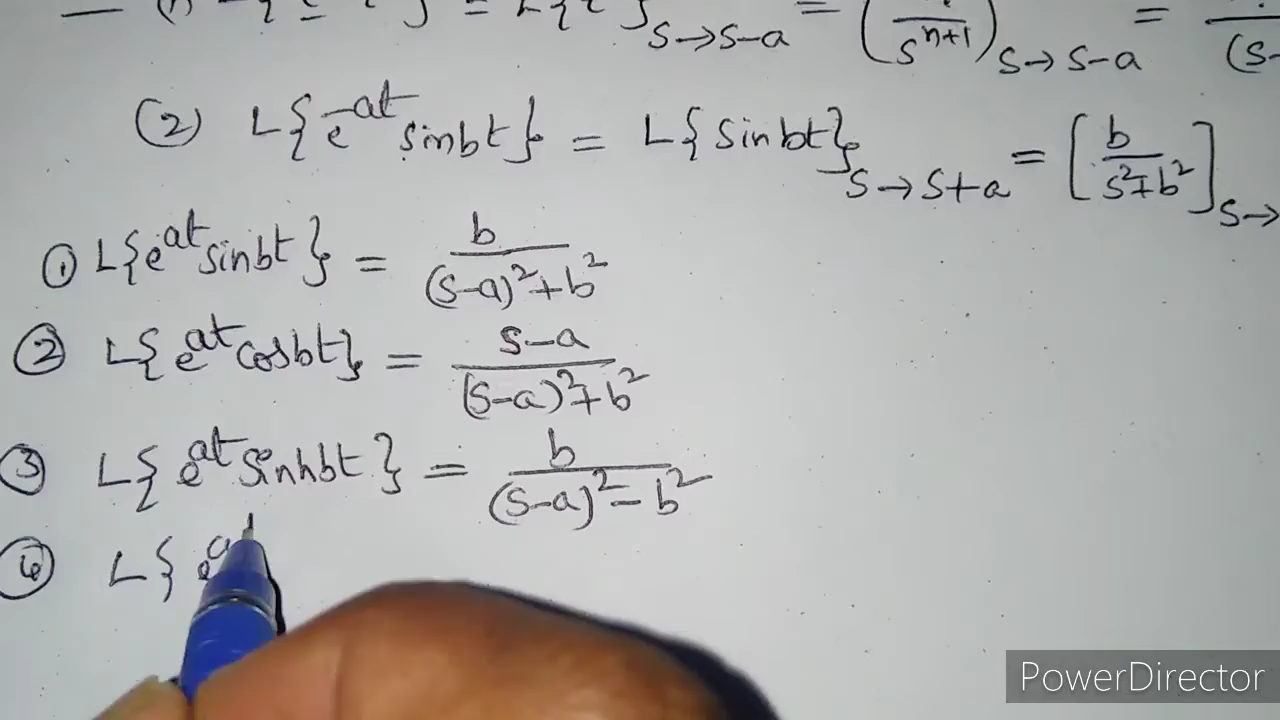 = L{ }ₛ→ₛ₋ₐ = ( / sⁿ⁺¹) s→s-a = / (s-
(2) L{e^-at sinbt} = L{sinbt} s→s+a = [b / s²+b²] s→
① L{e^at sinbt} = b / (s-a)²+b²
② L{e^at cosbt} = s-a / (s-a)²+b²
③ L{e^at sinhbt} = b / (s-a)²-b²
④ L{e^a
PowerDirector